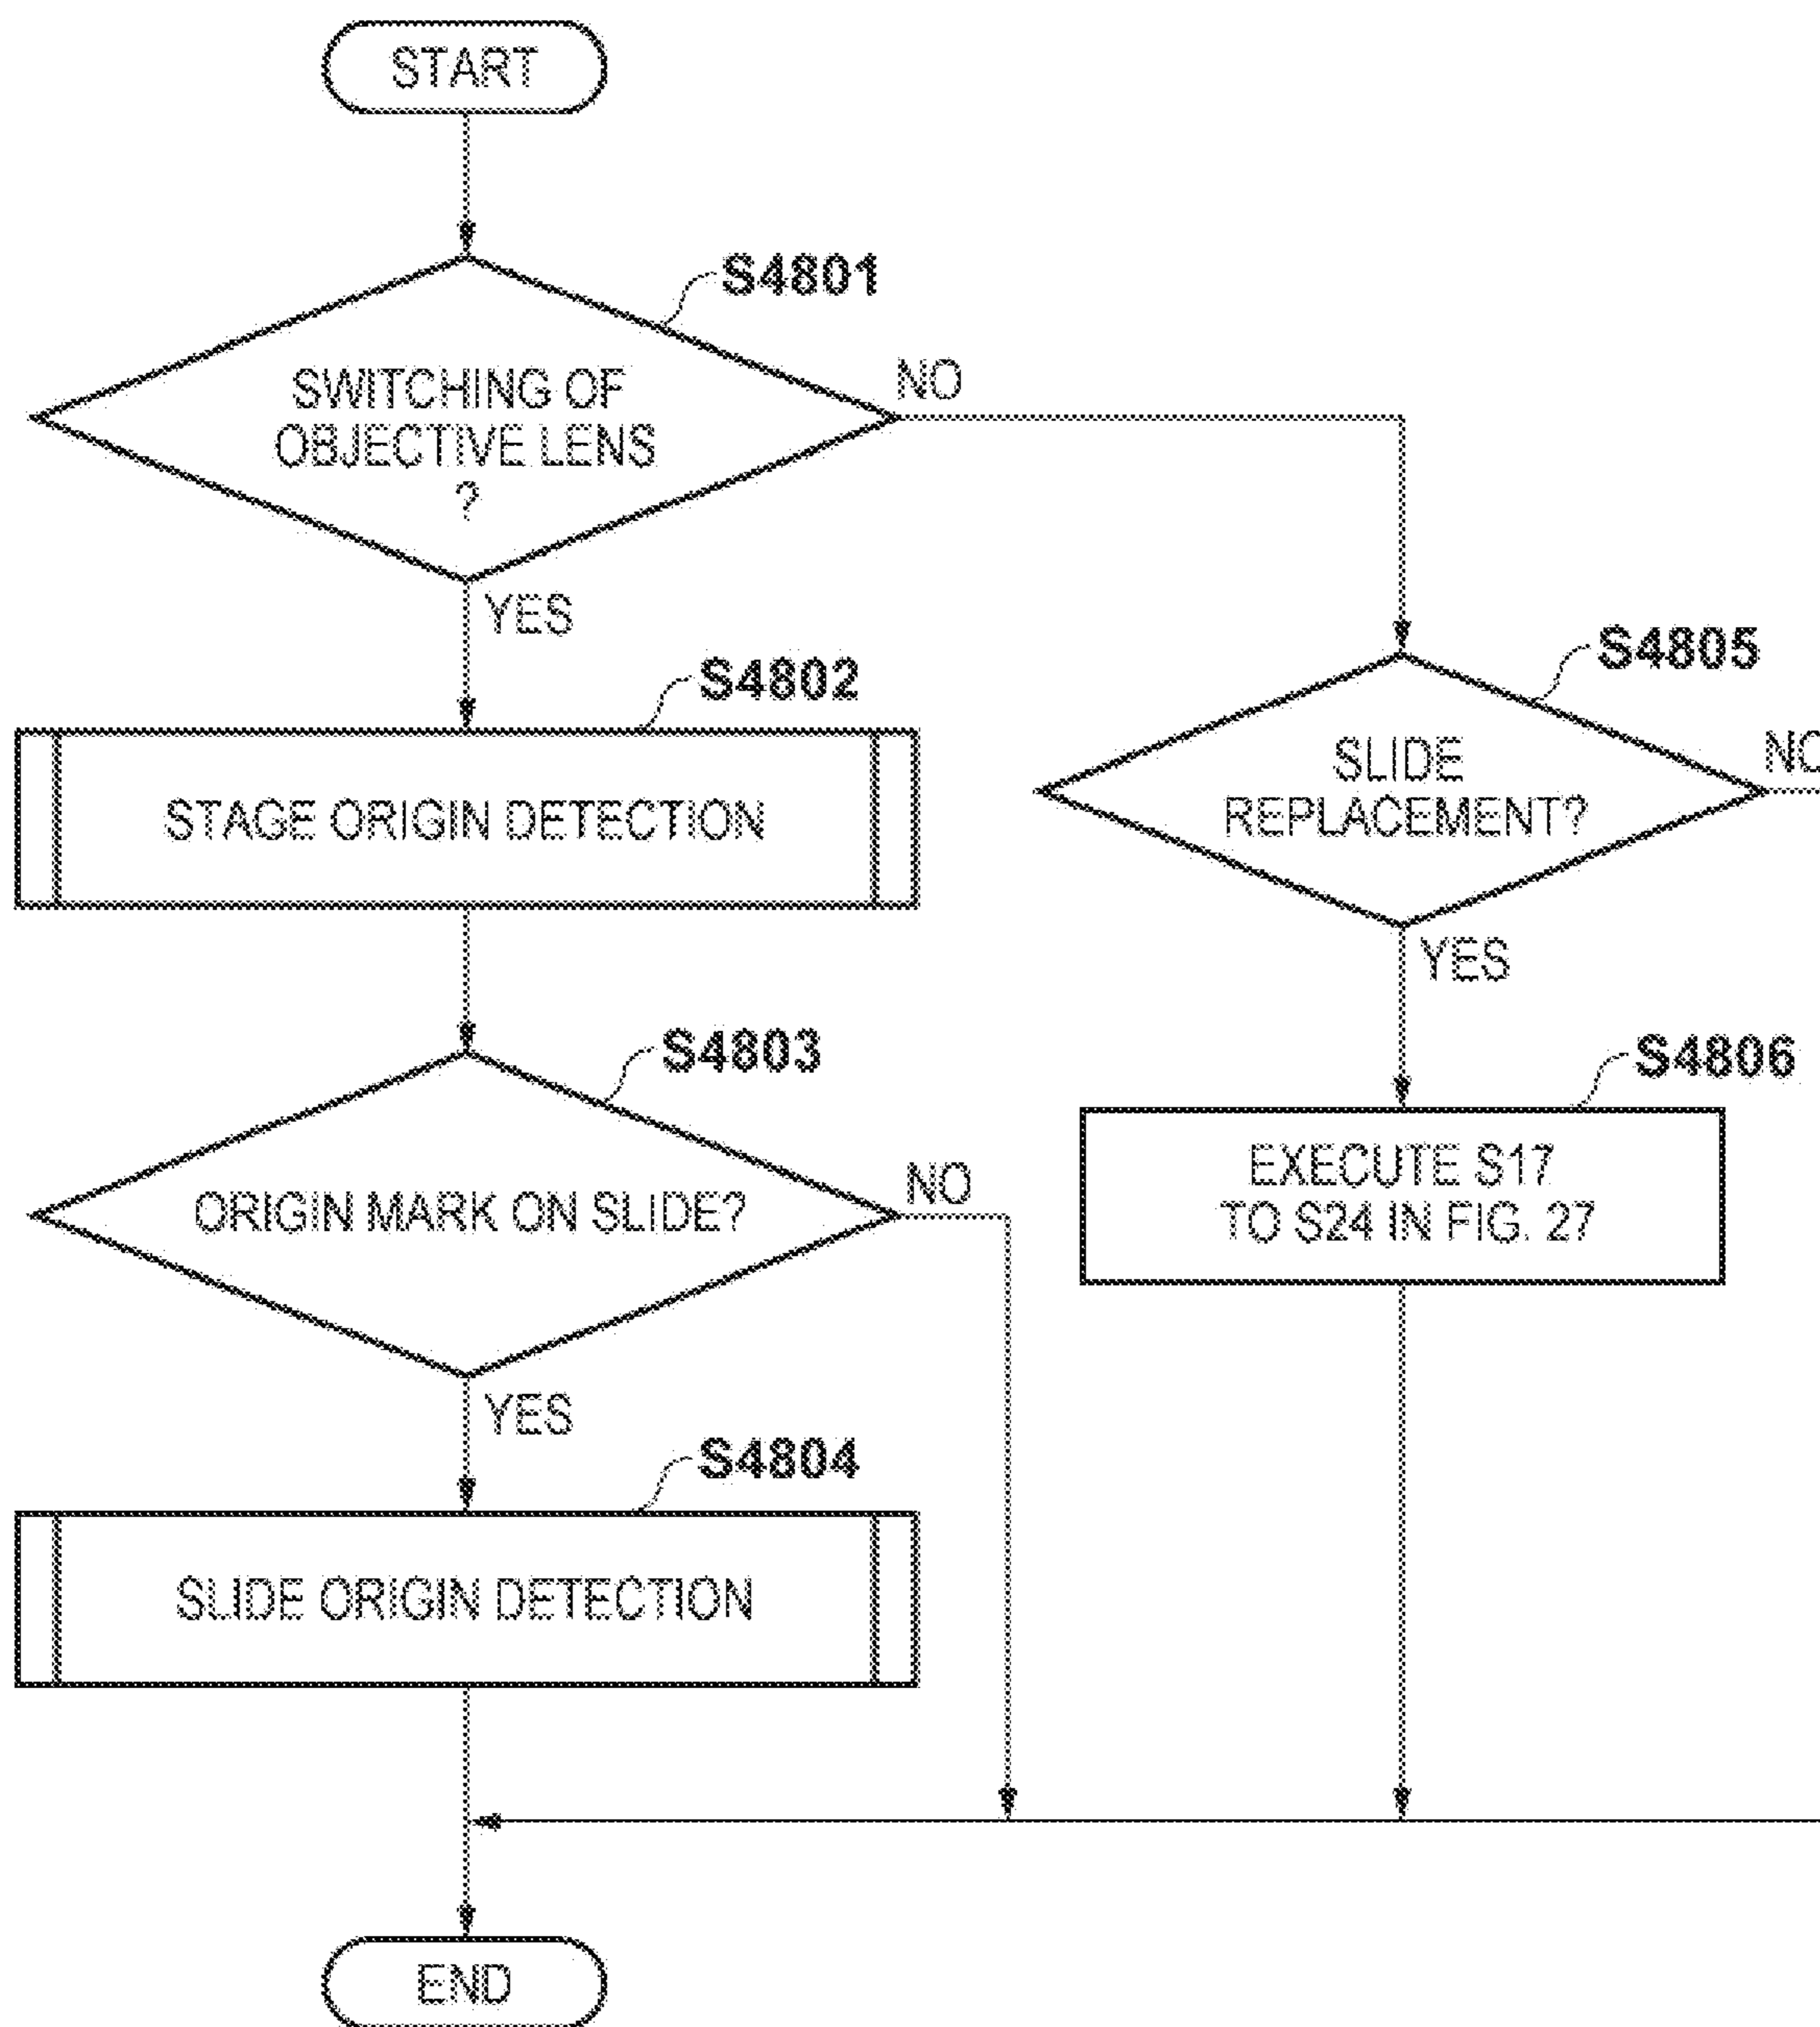 START
S4801
SWITCHING OF
OBJECTIVE LENS
?
NO
YES
S4802
STAGE ORIGIN DETECTION
S4803
ORIGIN MARK ON SLIDE?
NO
YES
S4804
SLIDE ORIGIN DETECTION
S4805
SLIDE
REPLACEMENT?
NO
YES
S4806
EXECUTE S17
TO S24 IN FIG. 27
END